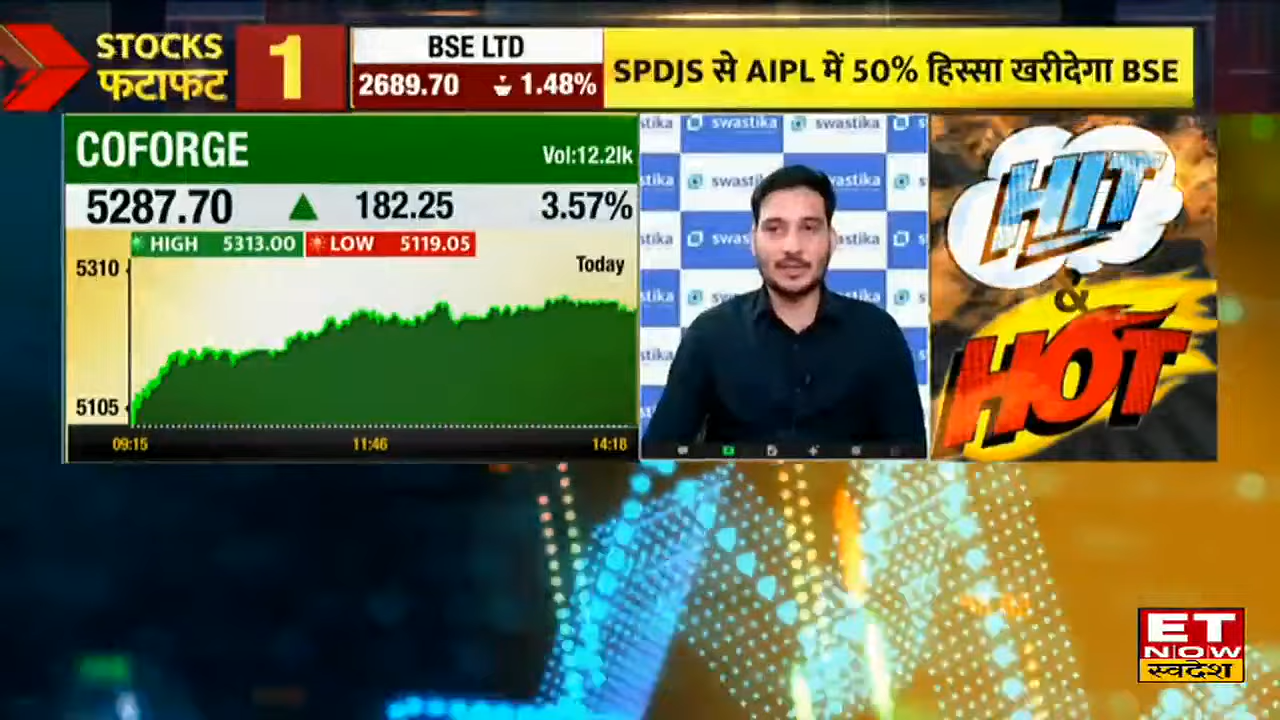 STOCKS
फटाफट
1
BSE LTD
2689.70 1.48%
SPDJS से AIPL में 50% हिस्सा खरीदेगा BSE
COFORGE
Vol:12.2lk
5287.70 182.25 3.57%
HIGH 5313.00 LOW 5119.05
Today
5310
5105
09:15 11:46 14:18
swastika swastika
HIT
&
HOT
ET
NOW
स्वदेश